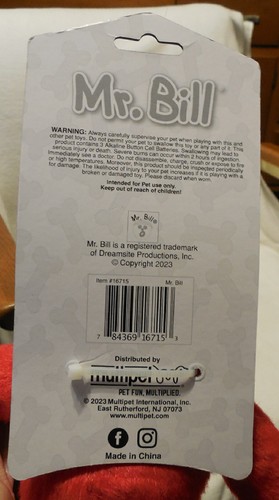 Mr. Bill
WARNING: Always carefully supervise your pet when playing with this and
other pet toys. Do not permit your pet to swallow this toy or any part of it. This
product contains 3 Alkaline Button Cell Batteries. Swallowing may lead to
serious injury or death. Severe burns can occur within 2 hours of ingestion
Immediately see a doctor. Do not disassemble, charge, crush or expose to fire
or high temperatures. Moreover, this product should be inspected periodically
for damage. The likelihood of injury to your pet increases if it is playing with a
broken or damaged toy. Please discard when worn.
Intended for Pet use only.
Keep out of reach of children!
Mr. Bill®
Mr. Bill is a registered trademark
of Dreamsite Productions, Inc.
© Copyright 2023
Item #16715 Mr. Bill
7 84369 16715 3
Distributed by
multipet
PET FUN, MULTIPLIED.
© 2023 Multipet International, Inc.
East Rutherford, NJ 07073
www.multipet.com
Made in China